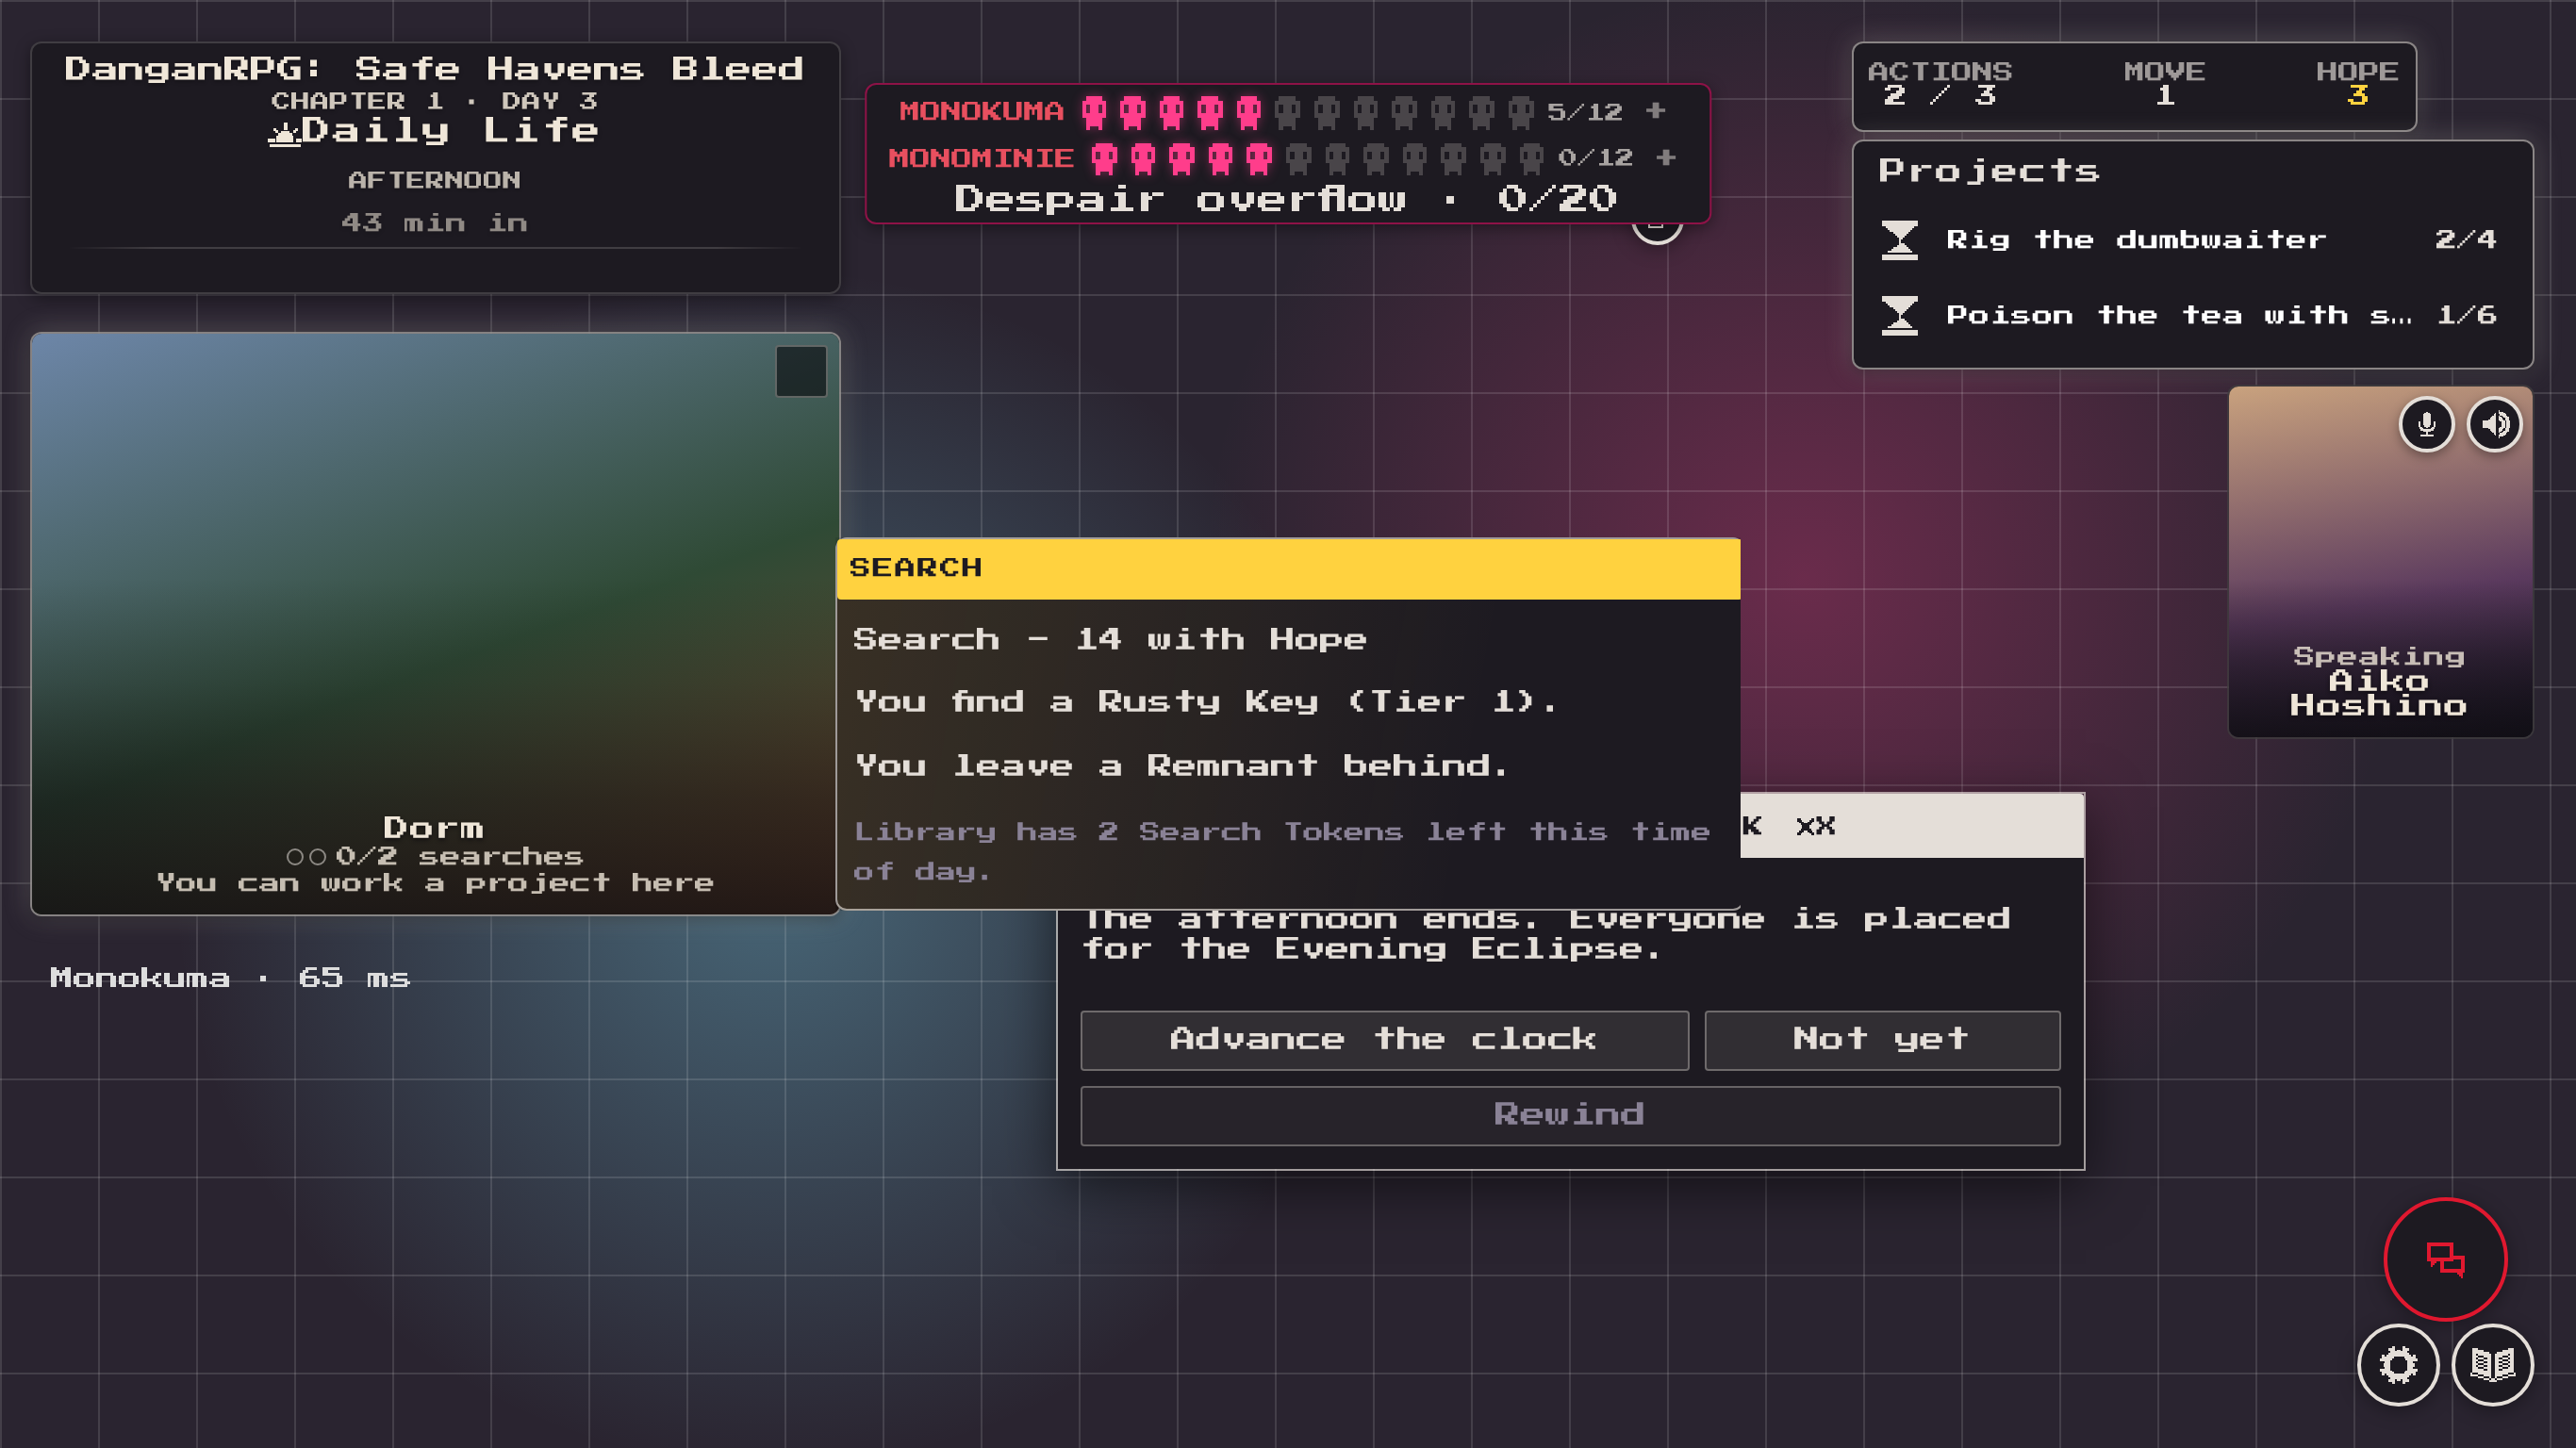 DanganRPG: Safe Havens Bleed
CHAPTER 1 · DAY 3
Daily Life
AFTERNOON
43 min in
MONOKUMA 5/12 +
MONOMINIE 0/12 +
Despair overflow · 0/20
ACTIONS MOVE HOPE
2 / 3 1 3
Projects
Rig the dumbwaiter 2/4
Poison the tea with s… 1/6
Speaking
Aiko
Hoshino
Dorm
0/2 searches
You can work a project here
SEARCH
Search – 14 with Hope
You find a Rusty Key (Tier 1).
You leave a Remnant behind.
Library has 2 Search Tokens left this time
of day.
K xX
The afternoon ends. Everyone is placed
for the Evening Eclipse.
Advance the clock
Not yet
Rewind
Monokuma · 65 ms